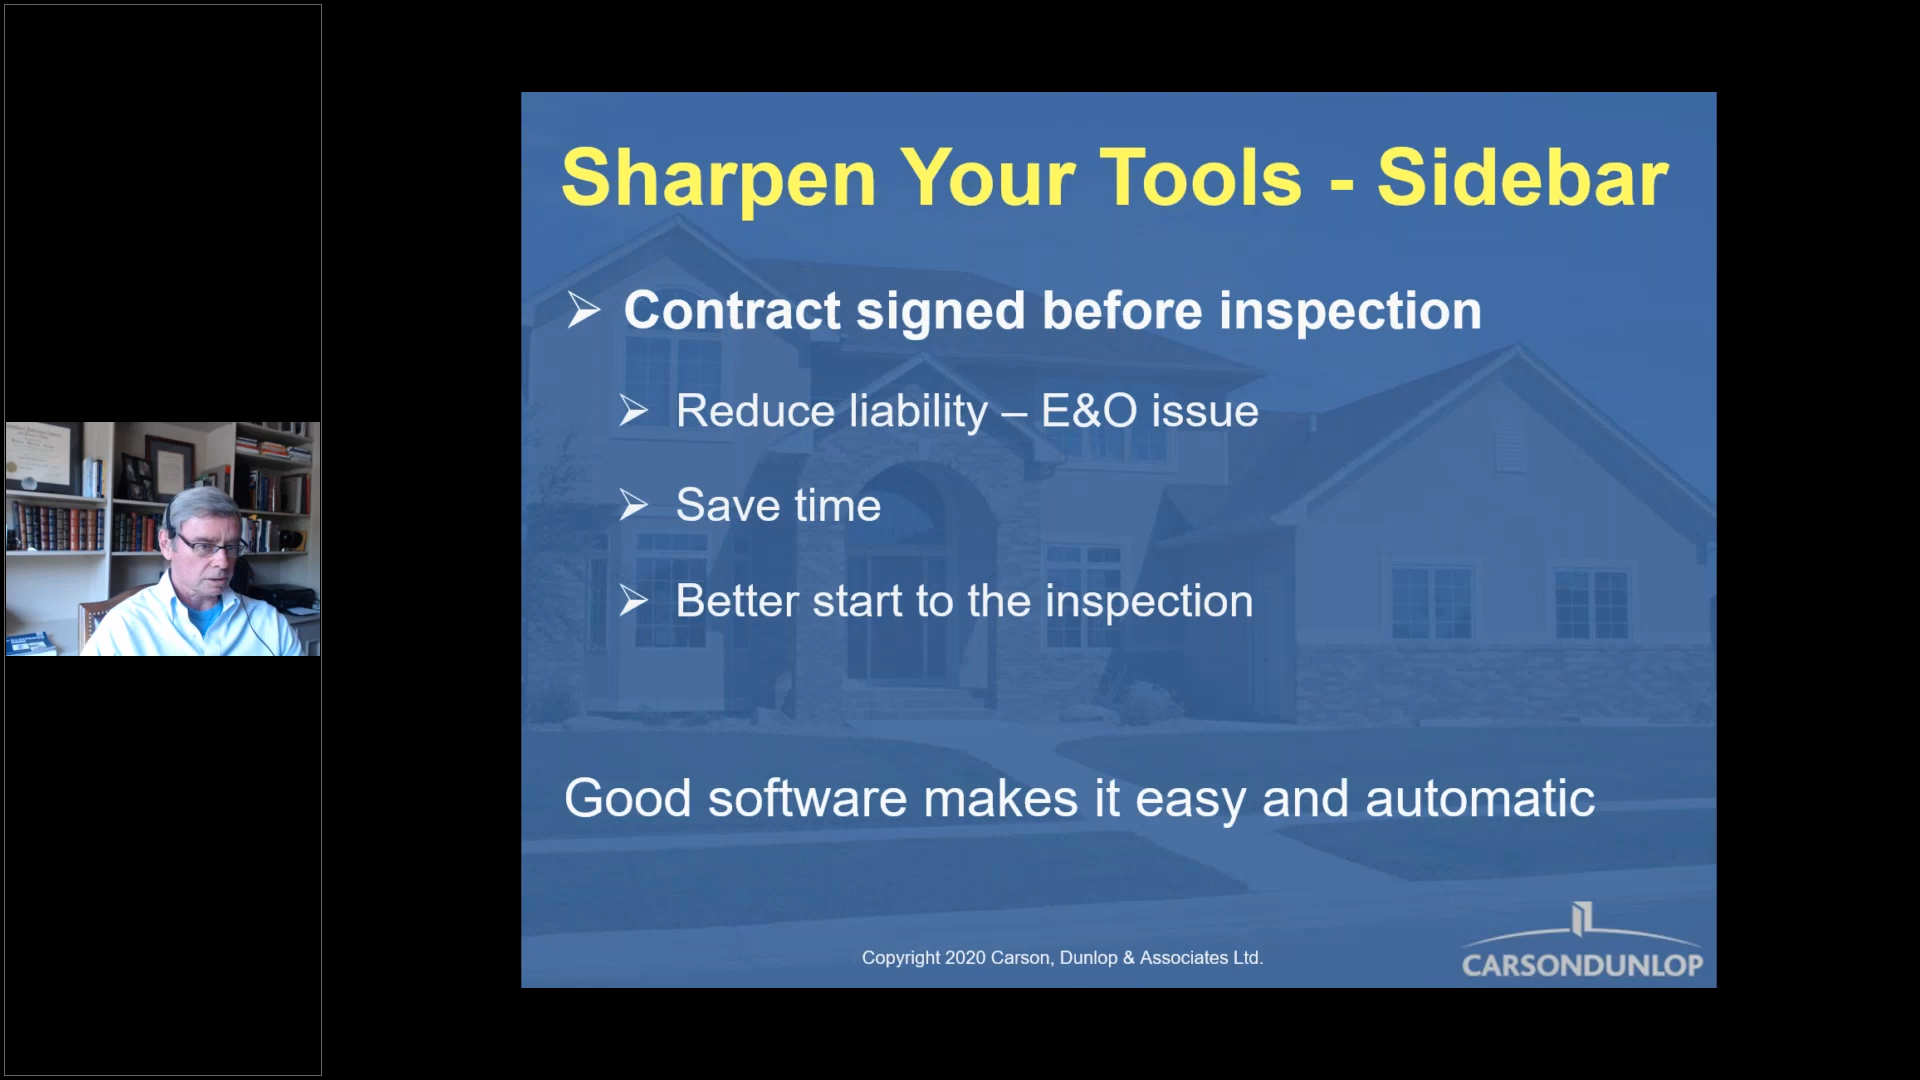 Sharpen Your Tools - Sidebar
Contract signed before inspection
Reduce liability – E&O issue
Save time
Better start to the inspection
Good software makes it easy and automatic
Copyright 2020 Carson, Dunlop & Associates Ltd.
CARSONDUNLOP